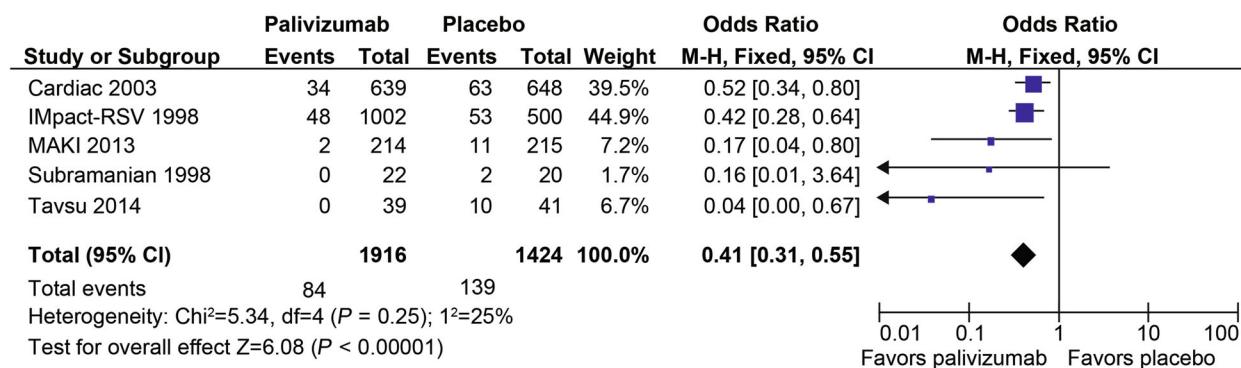 Palivizumab Placebo Odds Ratio Odds Ratio
Study or Subgroup Events Total Events Total Weight M-H, Fixed, 95% CI M-H, Fixed, 95% CI
Cardiac 2003 34 639 63 648 39.5% 0.52 [0.34, 0.80]
IMpact-RSV 1998 48 1002 53 500 44.9% 0.42 [0.28, 0.64]
MAKI 2013 2 214 11 215 7.2% 0.17 [0.04, 0.80]
Subramanian 1998 0 22 2 20 1.7% 0.16 [0.01, 3.64]
Tavsu 2014 0 39 10 41 6.7% 0.04 [0.00, 0.67]
Total (95% CI) 1916 1424 100.0% 0.41 [0.31, 0.55]
Total events 84 139
Heterogeneity: Chi²=5.34, df=4 (P = 0.25); 1²=25%
Test for overall effect Z=6.08 (P < 0.00001)
0.01 0.1 1 10 100
Favors palivizumab Favors placebo